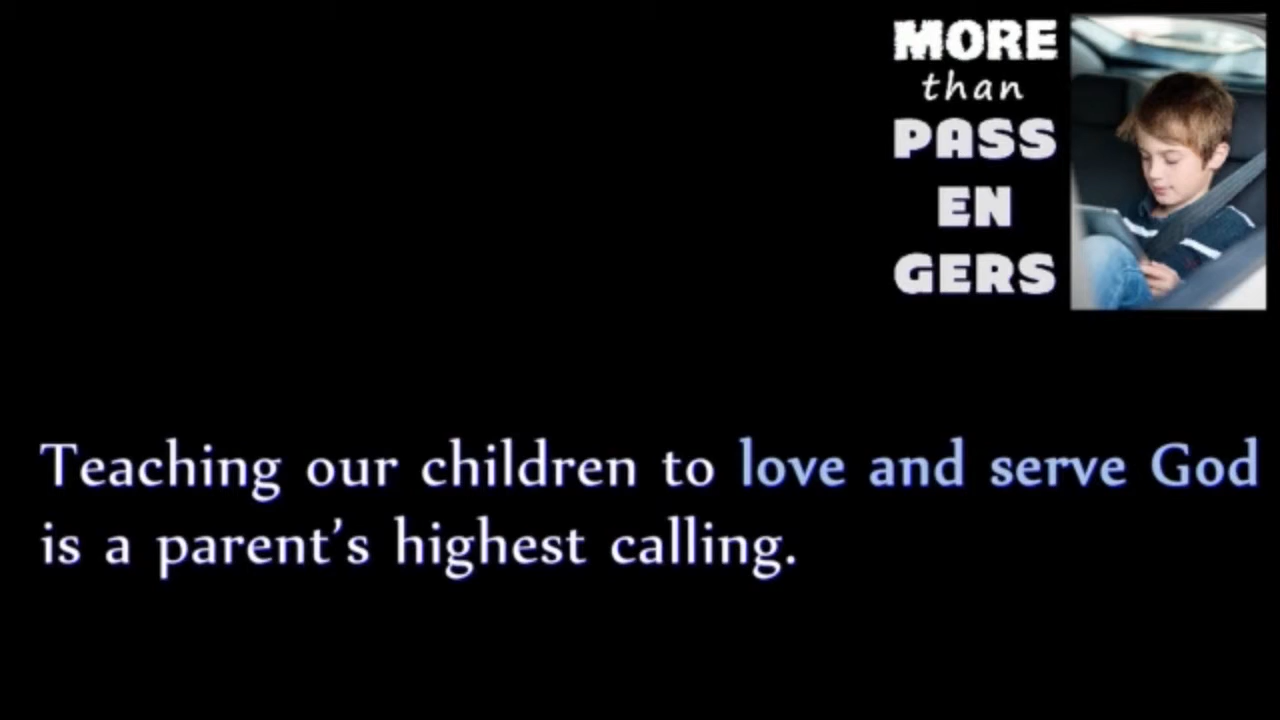 MORE
than
PASS
EN
GERS
Teaching our children to love and serve God
is a parent’s highest calling.